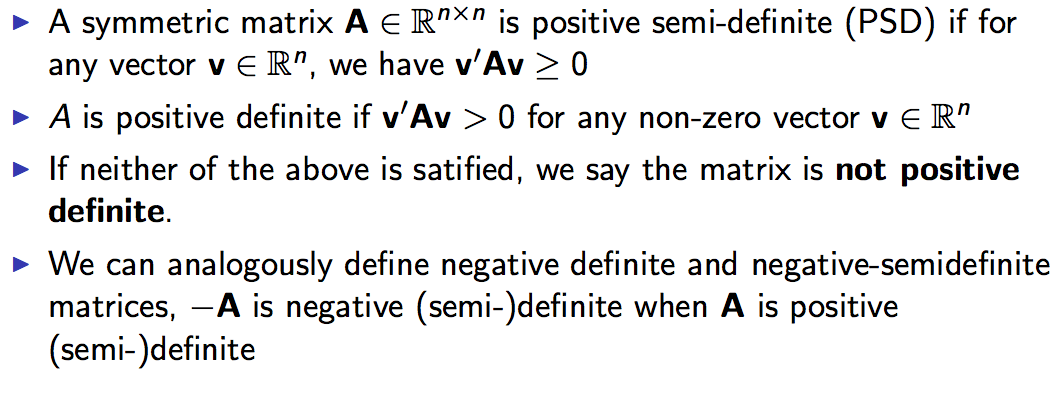 ▶ A symmetric matrix A ∈ ℝⁿˣⁿ is positive semi-definite (PSD) if for
any vector v ∈ ℝⁿ, we have v′Av ≥ 0
▶ A is positive definite if v′Av > 0 for any non-zero vector v ∈ ℝⁿ
▶ If neither of the above is satified, we say the matrix is not positive
definite.
▶ We can analogously define negative definite and negative-semidefinite
matrices, −A is negative (semi-)definite when A is positive
(semi-)definite